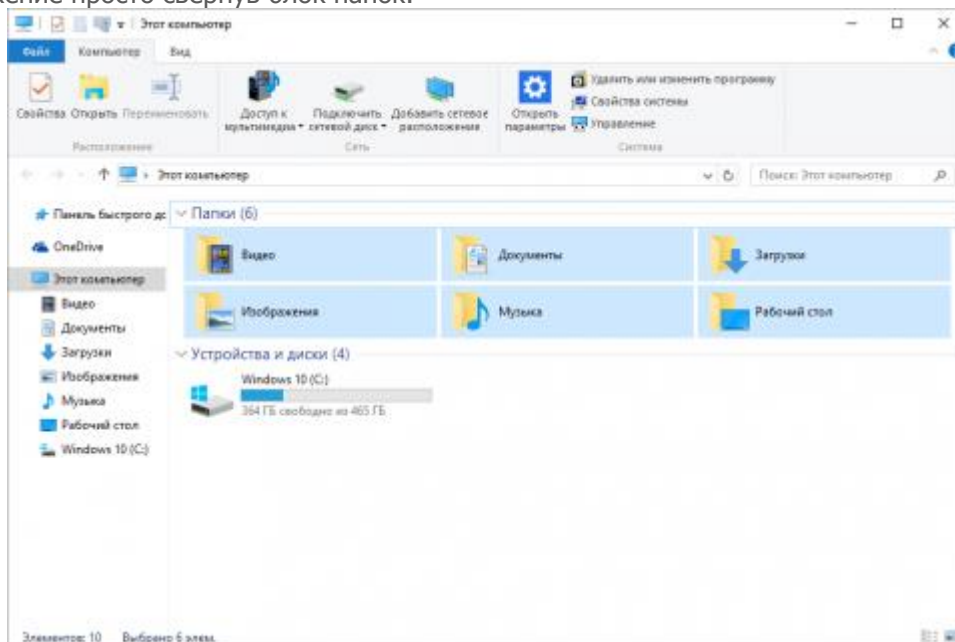 жение просто свернув блок папок.
Этот компьютер
Файл Компьютер Вид
Свойства Открыть Переименовать
Доступ к мультимедиа
Подключить сетевой диск
Добавить сетевое расположение
Открыть параметры
Удалить или изменить программу
Свойства системы
Управление
Расположение Сеть Система
Этот компьютер
Поиск: Этот компьютер
Панель быстрого дс
OneDrive
Этот компьютер
Видео
Документы
Загрузки
Изображения
Музыка
Рабочий стол
Windows 10 (C:)
Папки (6)
Видео Документы Загрузки
Изображения Музыка Рабочий стол
Устройства и диски (4)
Windows 10 (C:)
364 ГБ свободно из 465 ГБ
Элементов: 10 Выбрано 6 элем.